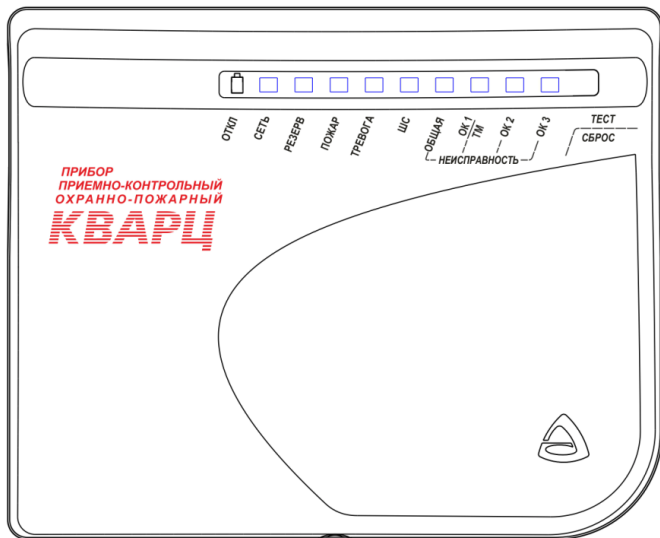 ОТКЛ
СЕТЬ
РЕЗЕРВ
ПОЖАР
ТРЕВОГА
ШС
ОБЩАЯ
ОК 1
ТМ
ОК 2
ОК 3
НЕИСПРАВНОСТЬ
ТЕСТ
СБРОС
ПРИБОР
ПРИЕМНО-КОНТРОЛЬНЫЙ
ОХРАННО-ПОЖАРНЫЙ
КВАРЦ